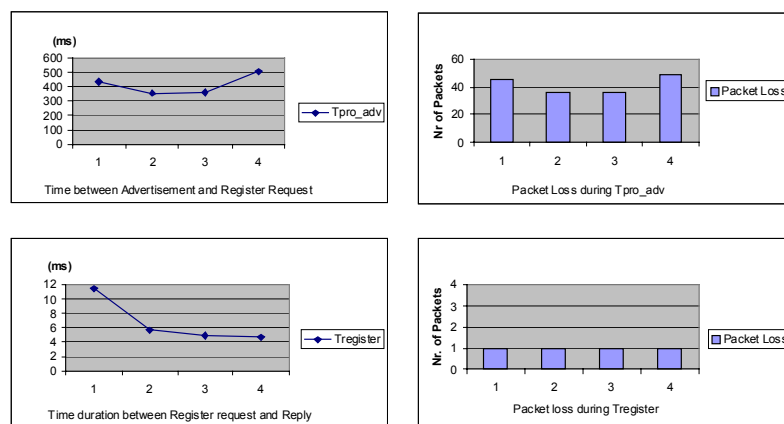 (ms)
600
500
400
300
200
100
0
1 2 3 4
Tpro_adv
Time between Advertisement and Register Request
Nr of Packets
60
40
20
0
1 2 3 4
Packet Loss
Packet Loss during Tpro_adv
(ms)
12
10
8
6
4
2
0
1 2 3 4
Tregister
Time duration between Register request and Reply
Nr. of Packets
4
3
2
1
0
1 2 3 4
Packet Loss
Packet loss during Tregister